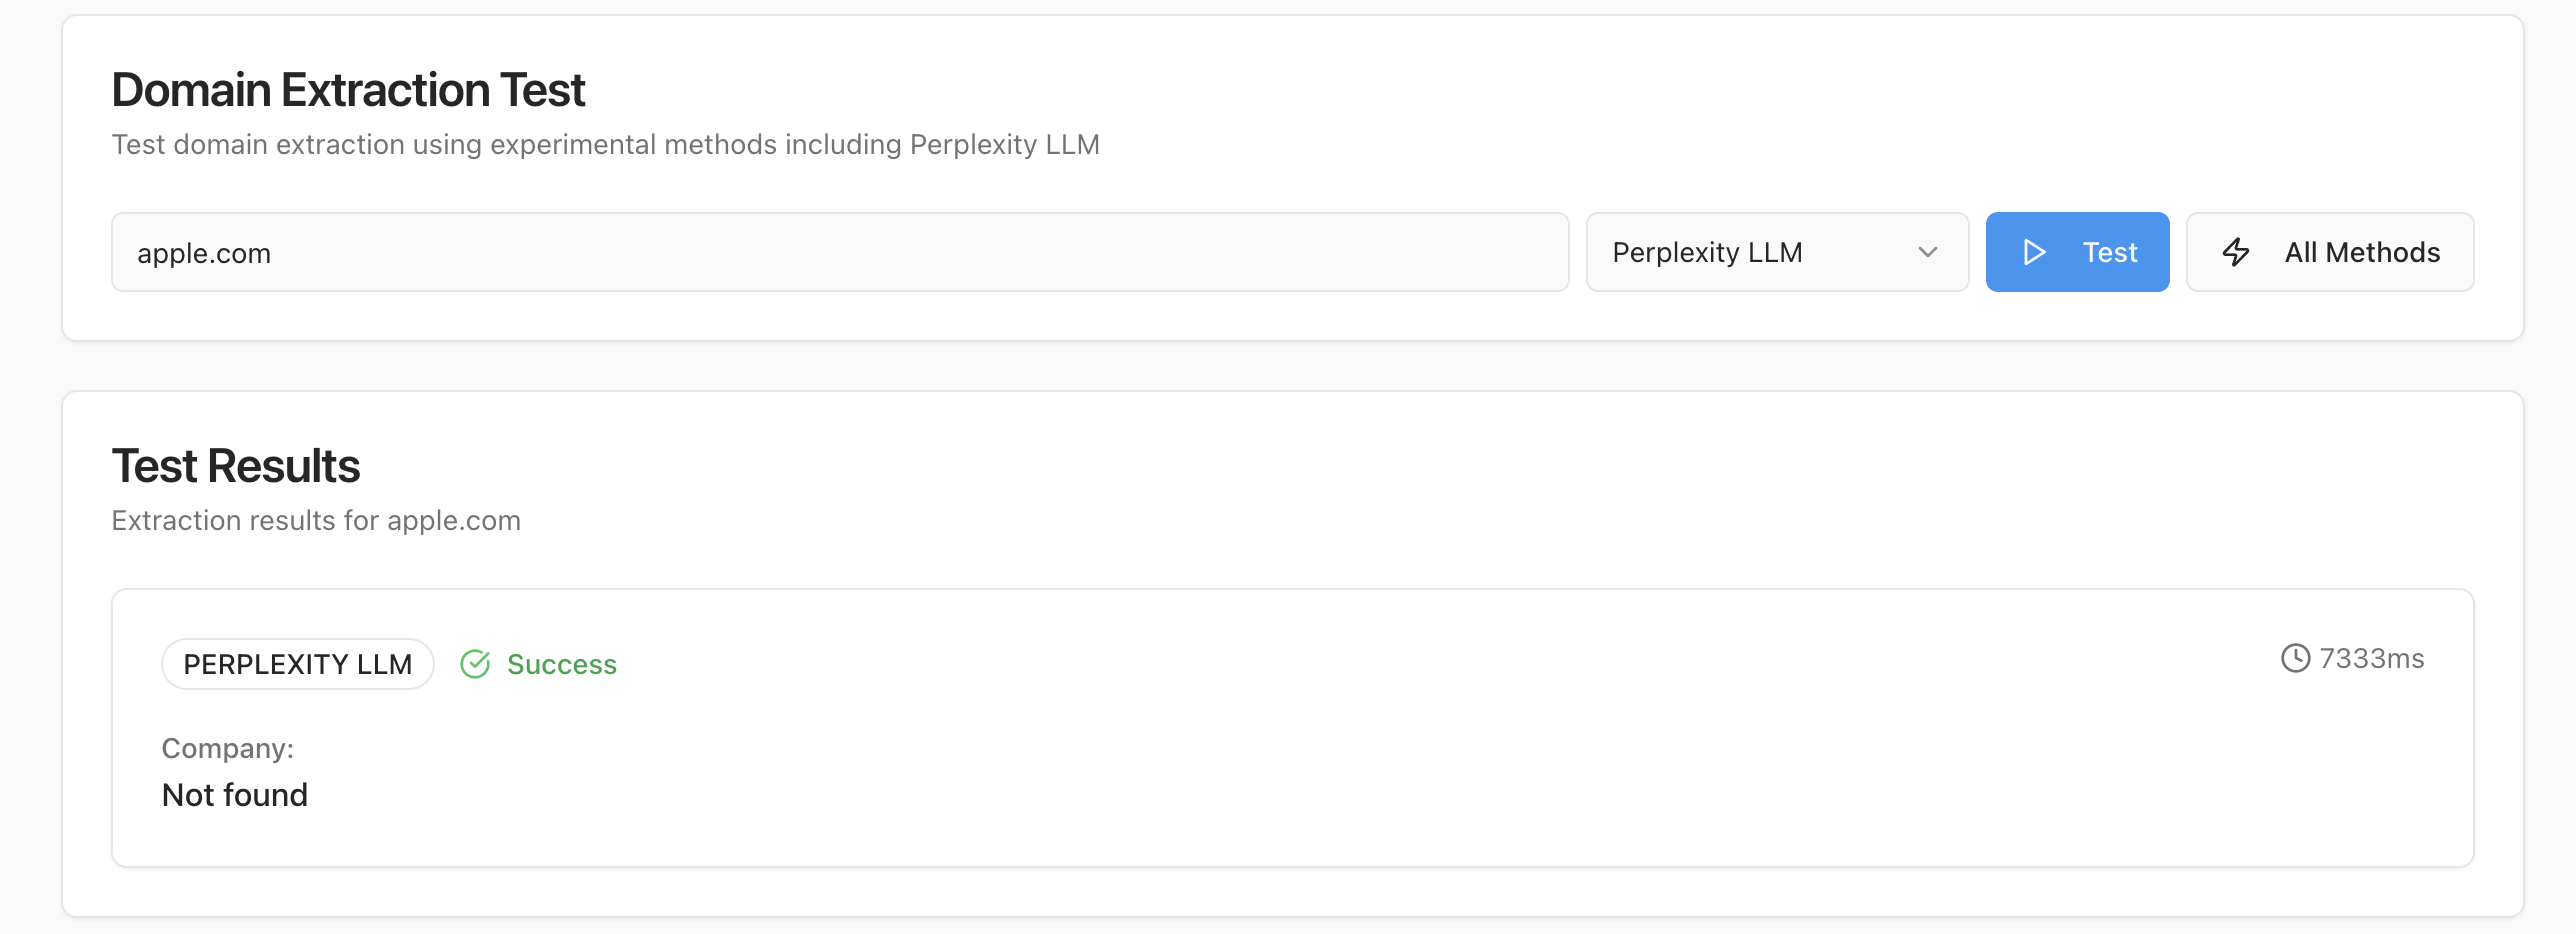 Domain Extraction Test
Test domain extraction using experimental methods including Perplexity LLM
apple.com
Perplexity LLM
Test
All Methods
Test Results
Extraction results for apple.com
PERPLEXITY LLM
Success
7333ms
Company:
Not found